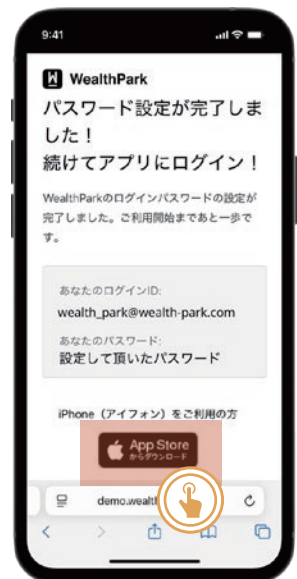 9:41
WealthPark
パスワード設定が完了しま
した！
続けてアプリにログイン！
WealthParkのログインパスワードの設定が
完了しました。ご利用開始まであと一歩で
す。
あなたのログインID:
wealth_park@wealth-park.com
あなたのパスワード:
設定して頂いたパスワード
iPhone（アイフォン）をご利用の方
App Store
からダウンロード
demo.wealt